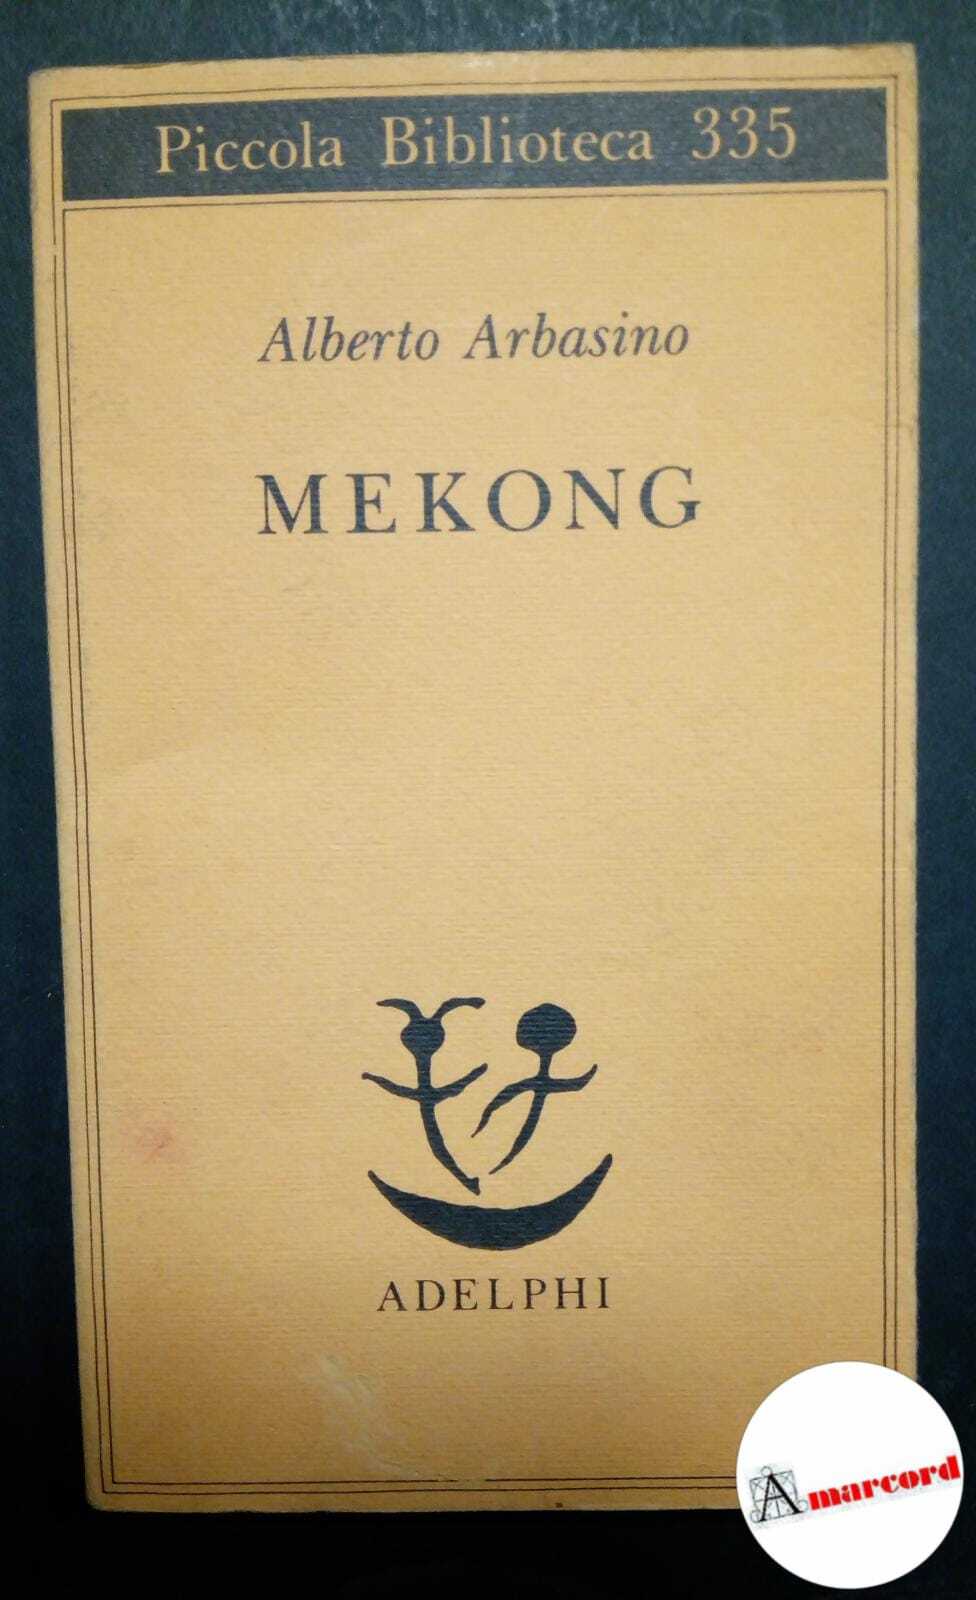 Piccola Biblioteca 335
Alberto Arbasino
MEKONG
ADELPHI
Amarcord